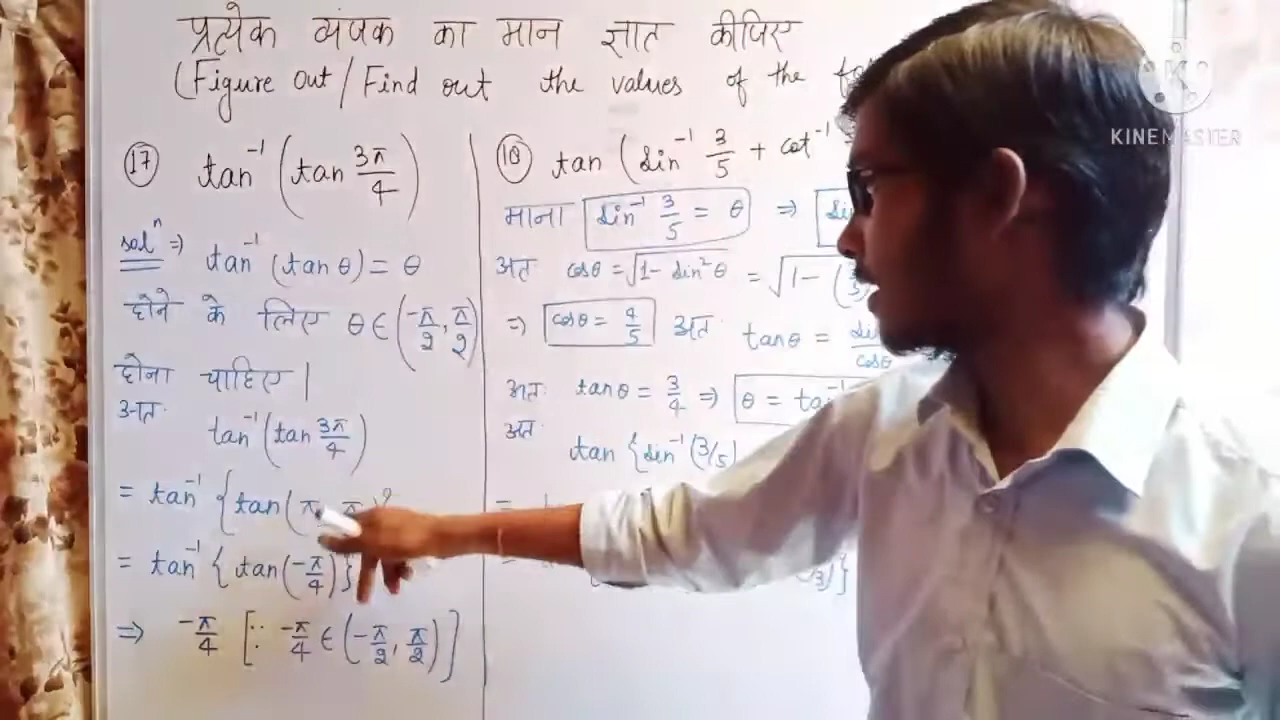 प्रत्येक व्यंजक का मान ज्ञात कीजिए
(Figure out / Find out the values of the
17 tan⁻¹ (tan 3π/4)
solⁿ ⇒ tan⁻¹ (tan θ) = θ
होने के लिए θ ∈ (-π/2, π/2)
होना चाहिए |
अतः
tan⁻¹ (tan 3π/4)
= tan⁻¹ {tan (π
= tan⁻¹ { tan (-π/4)}
⇒ -π/4 [∵ -π/4 ∈ (-π/2, π/2)]
18 tan (sin⁻¹ 3/5 + cot⁻¹
माना sin⁻¹ 3/5 = θ ⇒
अतः cosθ = √1 - sin²θ = √1 - (
⇒ cosθ = 4/5 अतः tanθ = cosθ
अतः tanθ = 3/4 ⇒ θ =
अतः
tan {sin⁻¹ (3/5)
KINEMASTER